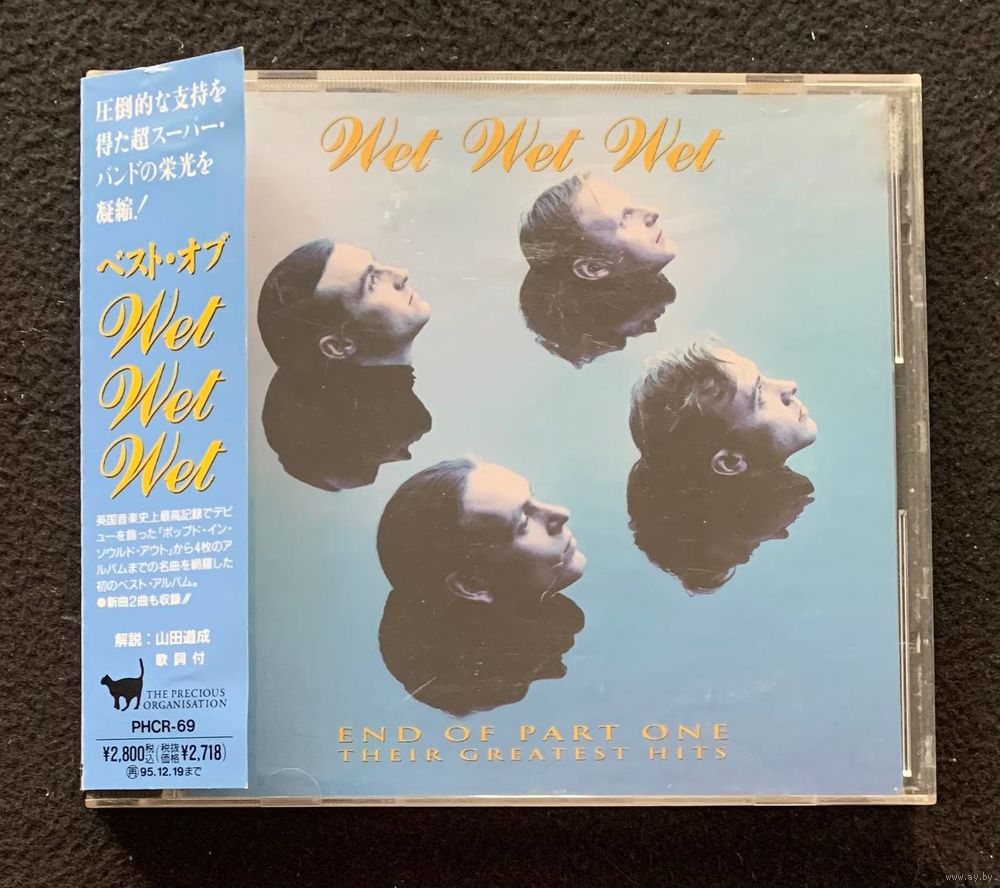 圧倒的な支持を
得た超スーパー・
バンドの栄光を
凝縮!
ベスト・オブ
Wet
Wet
Wet
英国音楽史上最高記録でデビ
ューを飾った「ポップド・イン・
ソウルド・アウト」から4枚のア
ルバムまでの名曲を網羅した
初のベスト・アルバム。
●新曲2曲も収録!!
解説：山田道成
歌詞付
THE PRECIOUS
ORGANISATION
PHCR-69
¥2,800税込(税抜価格¥2,718)
再95.12.19まで
Wet Wet Wet
END OF PART ONE
THEIR GREATEST HITS
www.ay.by